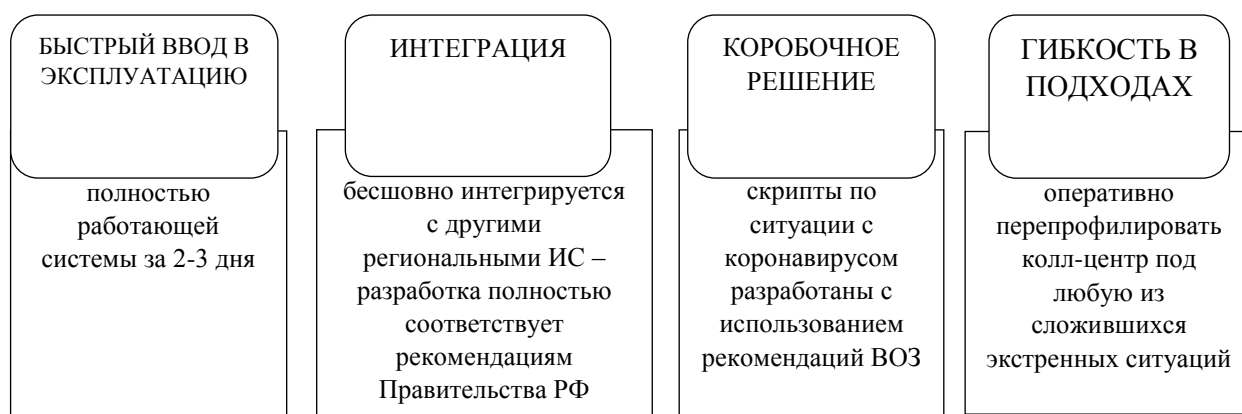 БЫСТРЫЙ ВВОД В
ЭКСПЛУАТАЦИЮ
полностью
работающей
системы за 2-3 дня
ИНТЕГРАЦИЯ
бесшовно интегрируется
с другими
региональными ИС –
разработка полностью
соответствует
рекомендациям
Правительства РФ
КОРОБОЧНОЕ
РЕШЕНИЕ
скрипты по
ситуации с
коронавирусом
разработаны с
использованием
рекомендаций ВОЗ
ГИБКОСТЬ В
ПОДХОДАХ
оперативно
перепрофилировать
колл-центр под
любую из
сложившихся
экстренных ситуаций